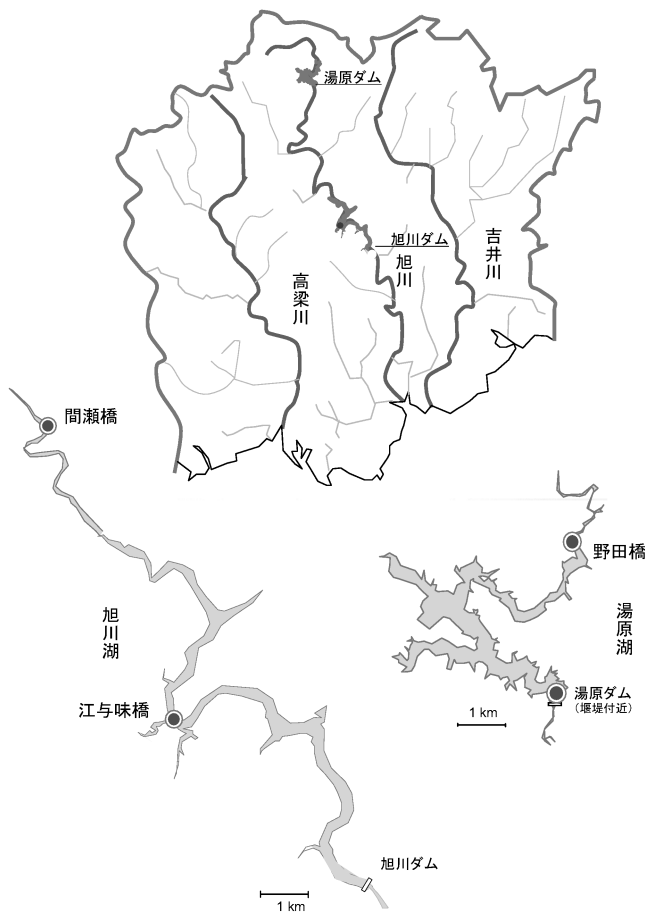 湯原ダム
旭川ダム
吉井川
旭川
高梁川
間瀬橋
野田橋
旭川湖
湯原湖
江与味橋
湯原ダム
（堰堤付近）
1 km
旭川ダム
1 km